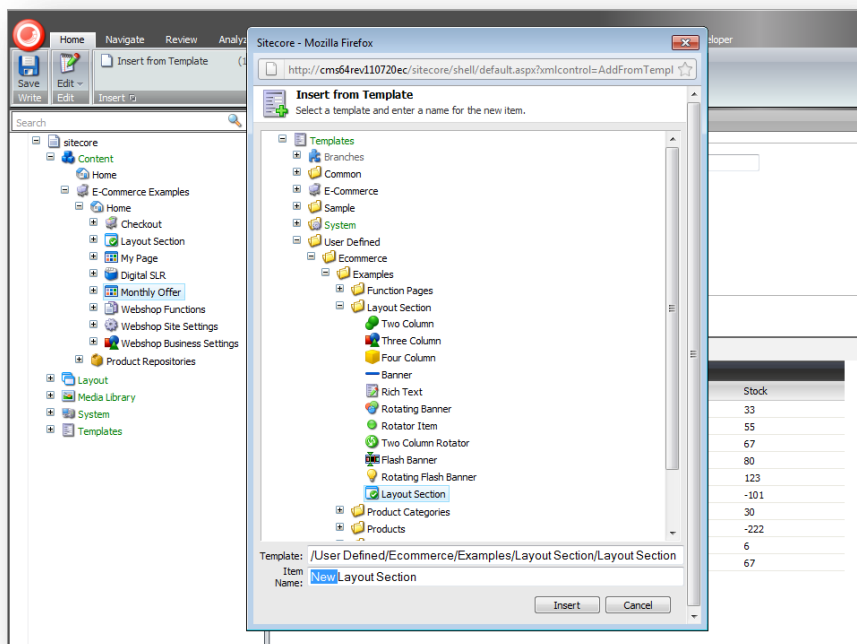 Home Navigate Review Analyz
Insert from Template (1
Save Edit
Write Edit Insert
Search
sitecore
Content
Home
E-Commerce Examples
Home
Checkout
Layout Section
My Page
Digital SLR
Monthly Offer
Webshop Functions
Webshop Site Settings
Webshop Business Settings
Product Repositories
Layout
Media Library
System
Templates
Sitecore - Mozilla Firefox
http://cms64rev110720ec/sitecore/shell/default.aspx?xmlcontrol=AddFromTempl
Insert from Template
Select a template and enter a name for the new item.
Templates
Branches
Common
E-Commerce
Sample
System
User Defined
Ecommerce
Examples
Function Pages
Layout Section
Two Column
Three Column
Four Column
Banner
Rich Text
Rotating Banner
Rotator Item
Two Column Rotator
Flash Banner
Rotating Flash Banner
Layout Section
Product Categories
Products
Template: /User Defined/Ecommerce/Examples/Layout Section/Layout Section
Item Name: New Layout Section
Insert Cancel
eloper
Stock
33
55
67
80
123
-101
30
-222
6
67